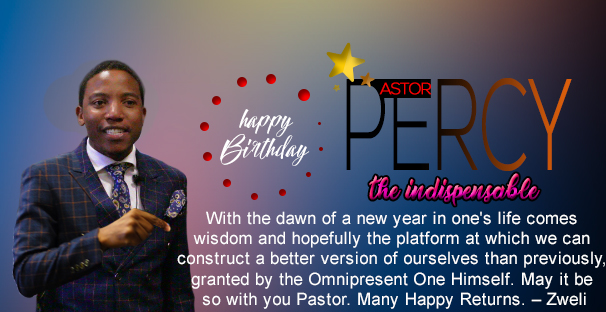 happy
Birthday
PASTOR
PERCY
the indispensable
With the dawn of a new year in one's life comes
wisdom and hopefully the platform at which we can
construct a better version of ourselves than previously,
granted by the Omnipresent One Himself. May it be
so with you Pastor. Many Happy Returns. – Zweli